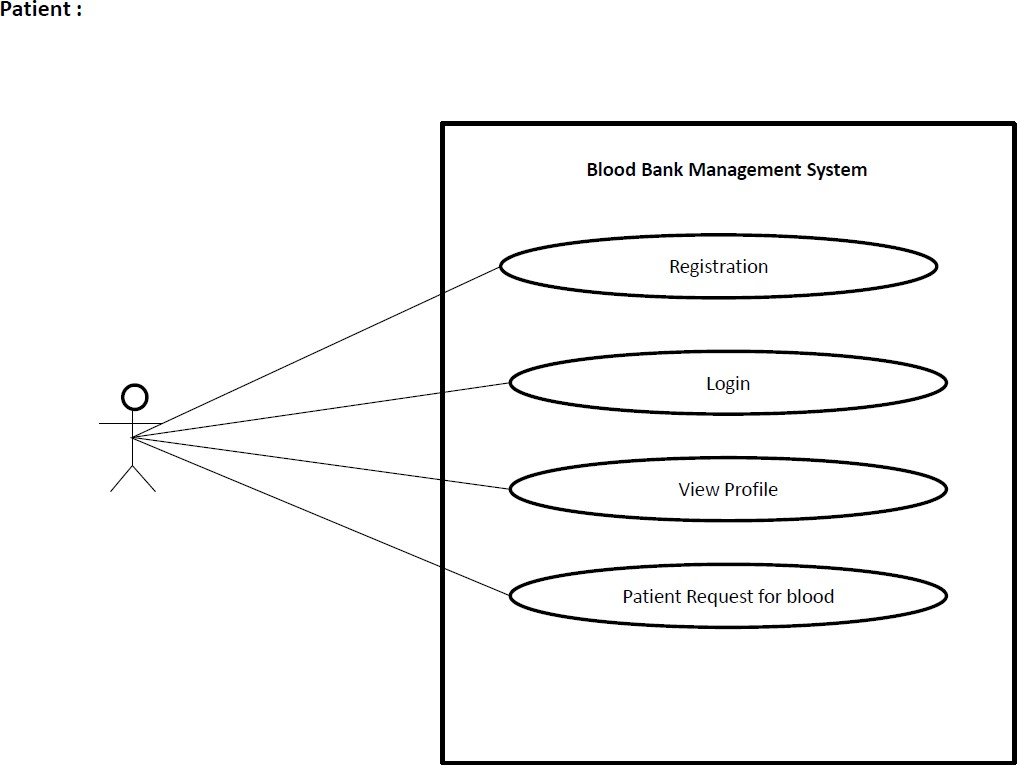 Patient :
Blood Bank Management System
Registration
Login
View Profile
Patient Request for blood